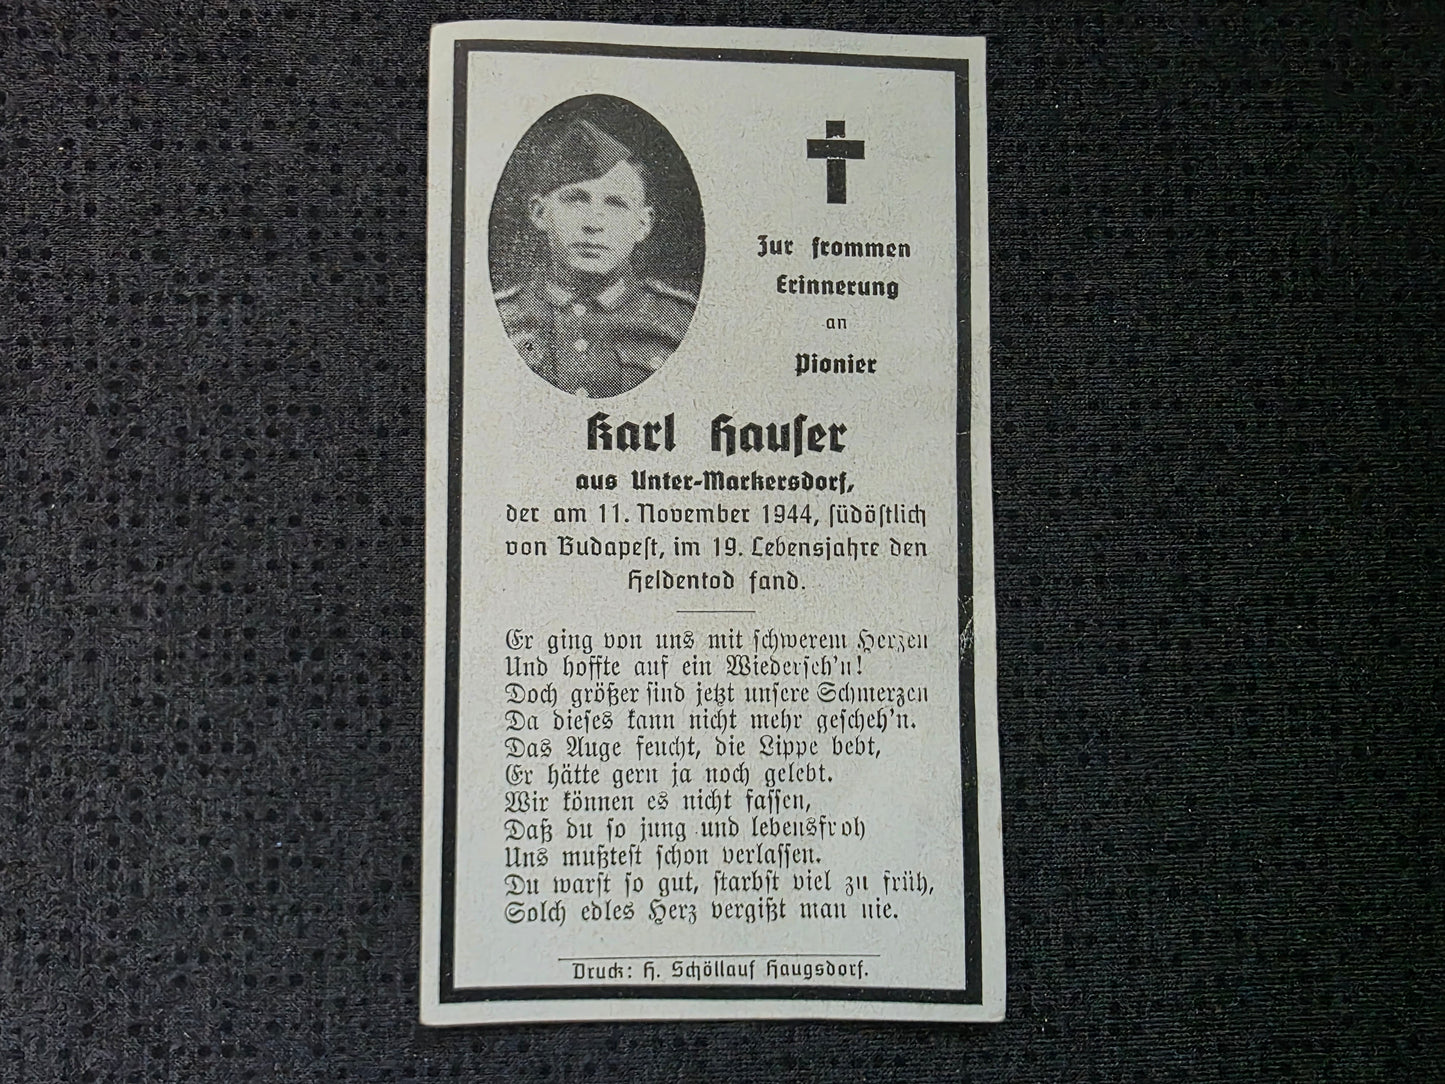 Zur frommen
Erinnerung
an
Pionier
Karl Hauser
aus Unter-Markersdorf,
der am 11. November 1944, südöstlich
von Budapest, im 19. Lebensjahre den
Heldentod fand.
Er ging von uns mit schwerem Herzen
Und hoffte auf ein Wiederseh'n!
Doch größer sind jetzt unsere Schmerzen
Da dieses kann nicht mehr gescheh'n.
Das Auge feucht, die Lippe bebt,
Er hätte gern ja noch gelebt.
Wir können es nicht fassen,
Daß du so jung und lebensfroh
Uns mußtest schon verlassen.
Du warst so gut, starbst viel zu früh,
Solch edles Herz vergißt man nie.
Druck: H. Schöllauf Haugsdorf.